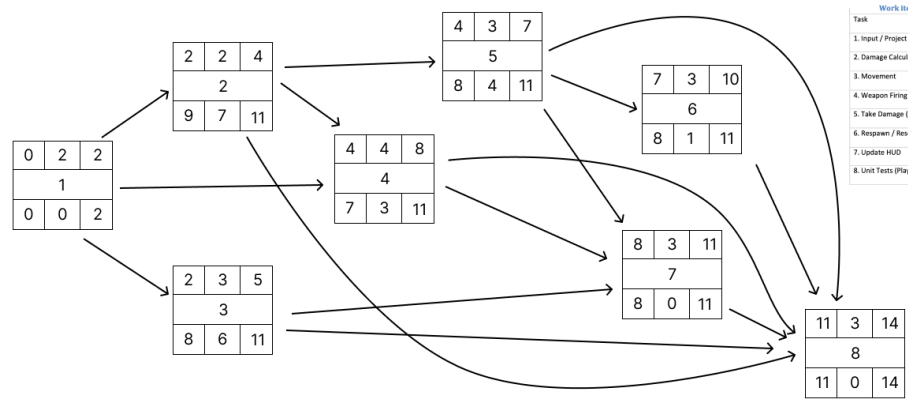 Work
Task
1. Input / Project
2. Damage
3. Movement
4. Weapon Firing
5. Take Damage (
6. Respawn /
7. Update HUD
8. Unit Tests
4 3 7
5
8 4 11
2 2 4
2
9 7 11
7 3 10
6
8 1 11
0 2 2
1
0 0 2
4 4 8
4
7 3 11
8 3 11
7
8 0 11
2 3 5
3
8 6 11
11 3 14
8
11 0 14